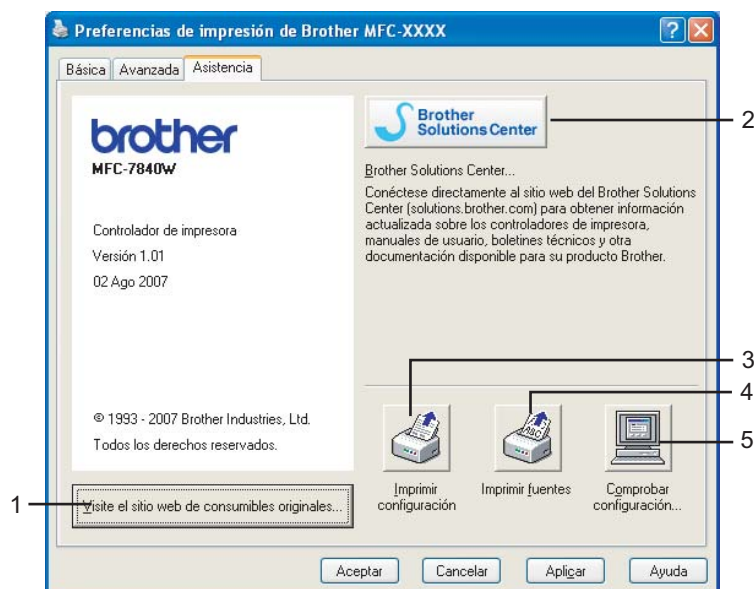 Preferencias de impresión de Brother MFC-XXXX
Básica
Avanzada
Asistencia
brother
MFC-7840W
Controlador de impresora
Versión 1.01
02 Ago 2007
© 1993 - 2007 Brother Industries, Ltd.
Todos los derechos reservados.
1
Visite el sitio web de consumibles originales...
Brother
Solutions Center
2
Brother Solutions Center...
Conéctese directamente al sitio web del Brother Solutions
Center (solutions.brother.com) para obtener información
actualizada sobre los controladores de impresora,
manuales de usuario, boletines técnicos y otra
documentación disponible para su producto Brother.
3
4
5
ABC
Imprimir
configuración
Imprimir fuentes
Comprobar
configuración...
Aceptar
Cancelar
Aplicar
Ayuda